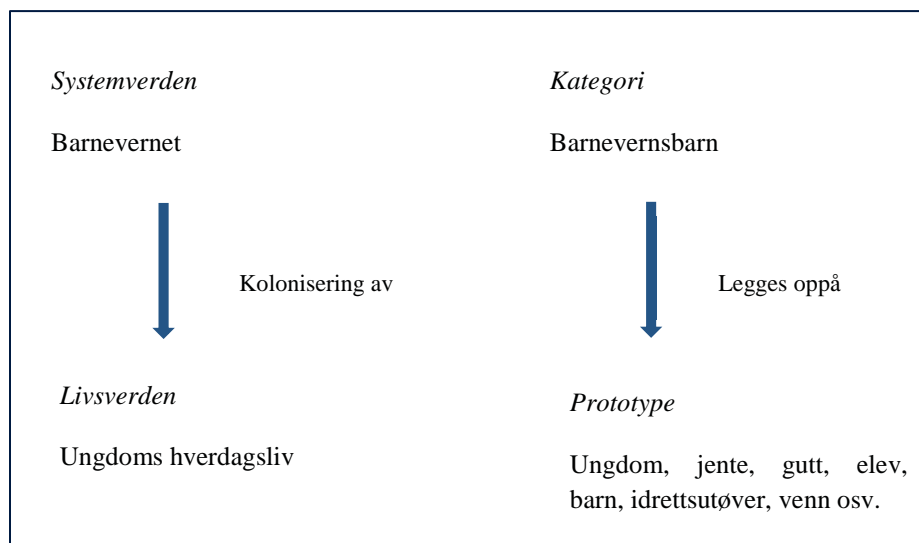 Systemverden
Barnevernet
Kolonisering av
Livsverden
Ungdoms hverdagsliv
Kategori
Barnevernsbarn
Legges oppå
Prototype
Ungdom, jente, gutt, elev,
barn, idrettsutøver, venn osv.